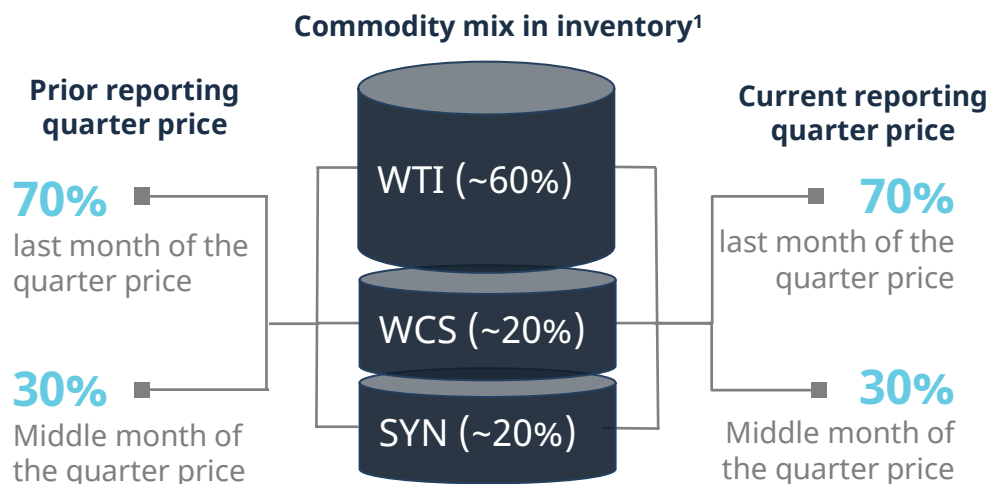 Commodity mix in inventory¹
Prior reporting
quarter price
70%
last month of the
quarter price
30%
Middle month of
the quarter price
WTI (~60%)
WCS (~20%)
SYN (~20%)
Current reporting
quarter price
70%
last month of the
quarter price
30%
Middle month of
the quarter price